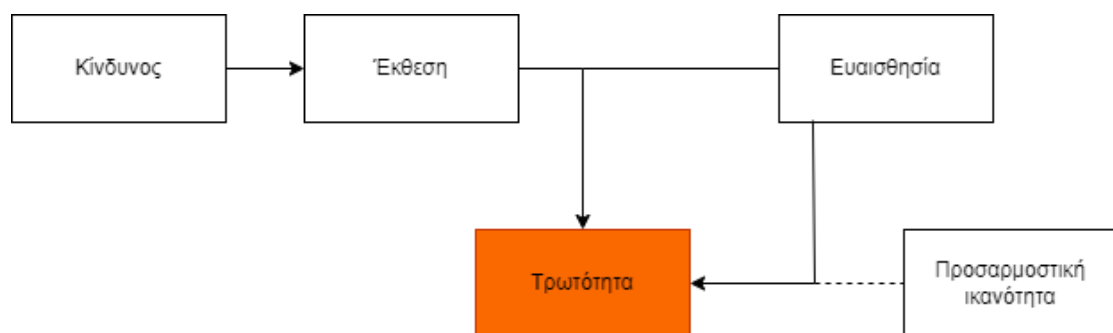 Κίνδυνος
Έκθεση
Ευαισθησία
Τρωτότητα
Προσαρμοστική
ικανότητα